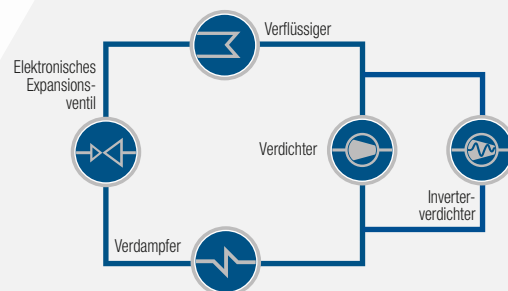 Verflüssiger
Elektronisches
Expansions-
ventil
Verdichter
Inverter-
verdichter
Verdampfer